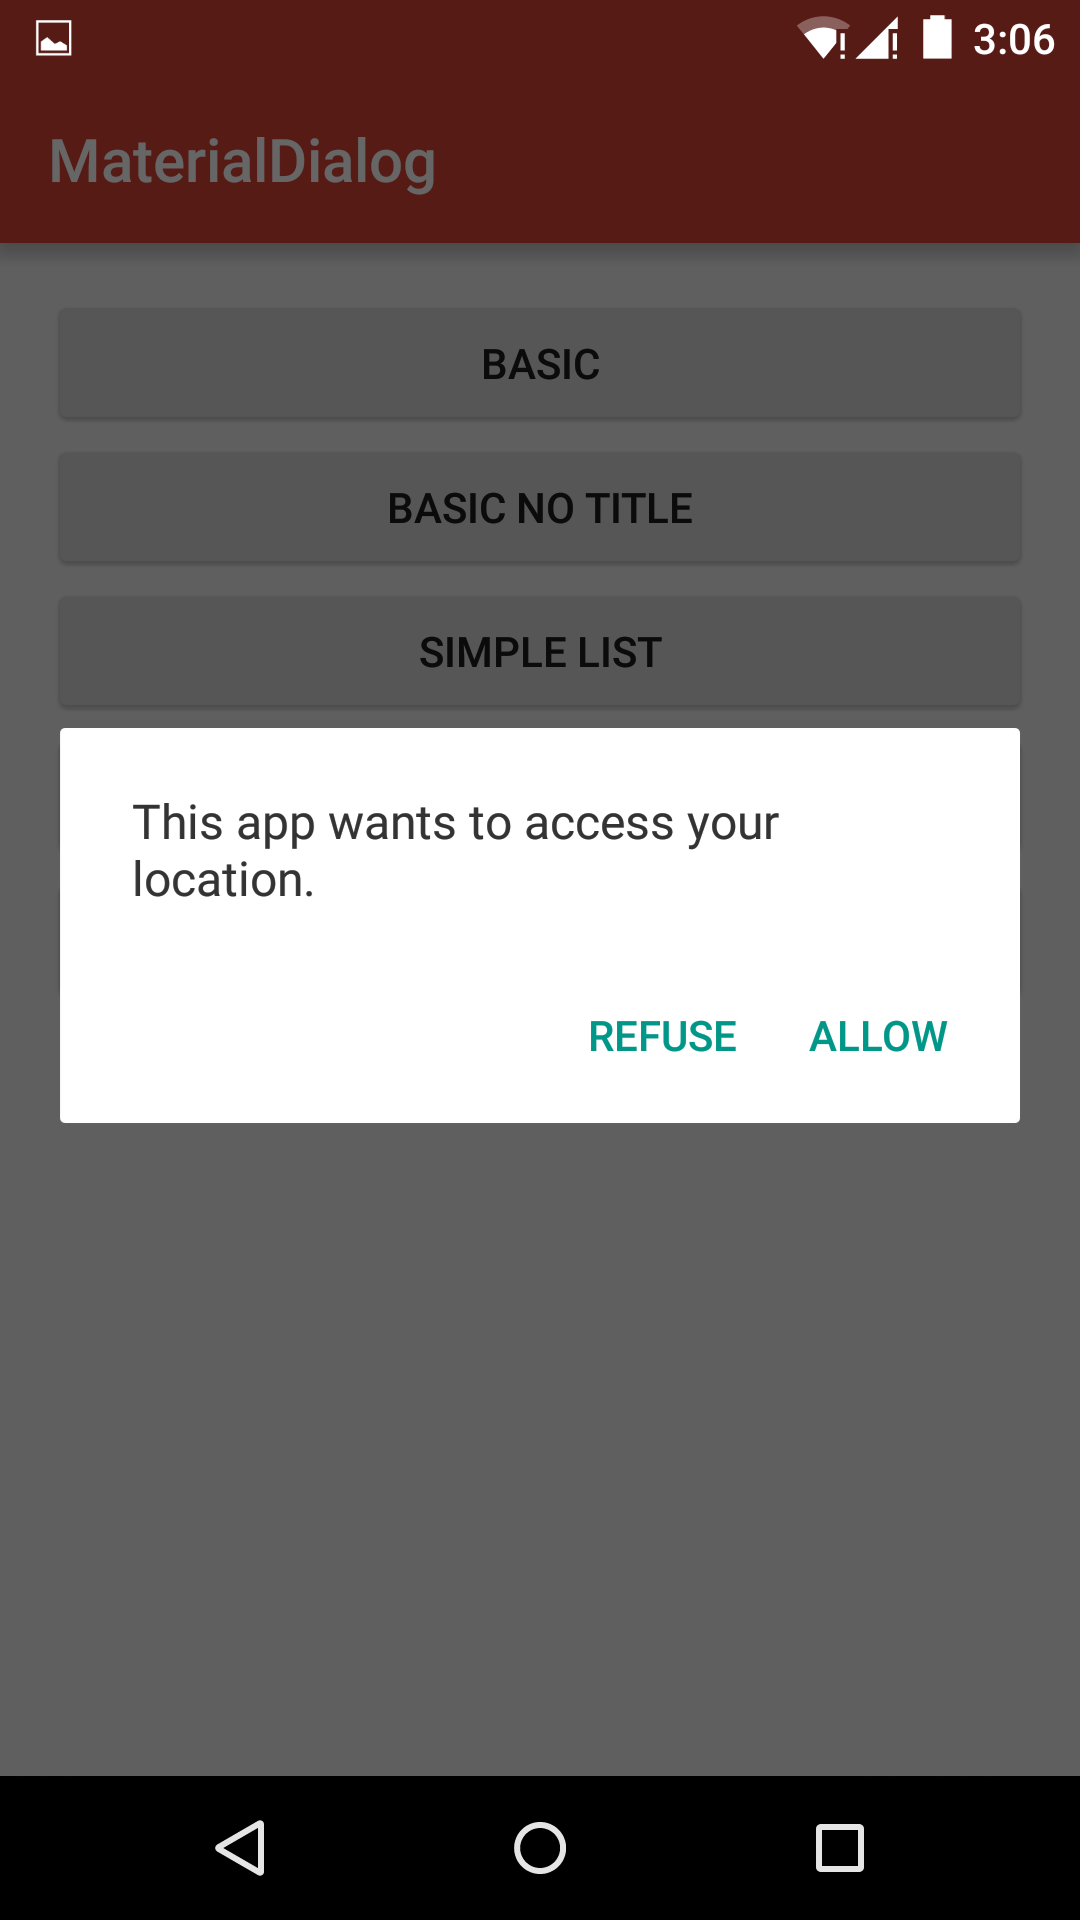 3:06
MaterialDialog
BASIC
BASIC NO TITLE
SIMPLE LIST
This app wants to access your
location.
REFUSE ALLOW